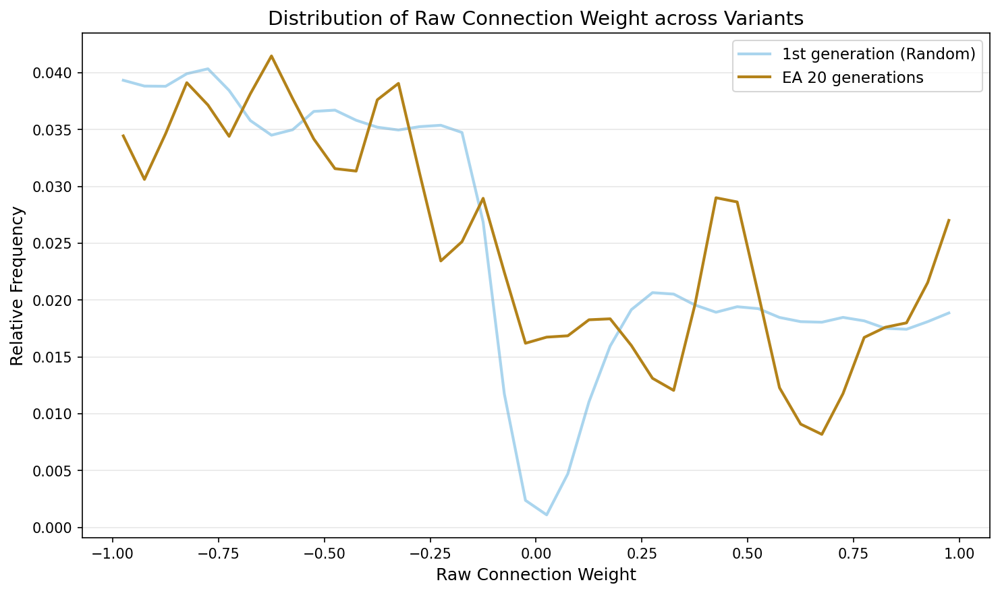 Distribution of Raw Connection Weight across Variants
1st generation (Random)
EA 20 generations
Relative Frequency
0.040
0.035
0.030
0.025
0.020
0.015
0.010
0.005
0.000
−1.00 −0.75 −0.50 −0.25 0.00 0.25 0.50 0.75 1.00
Raw Connection Weight